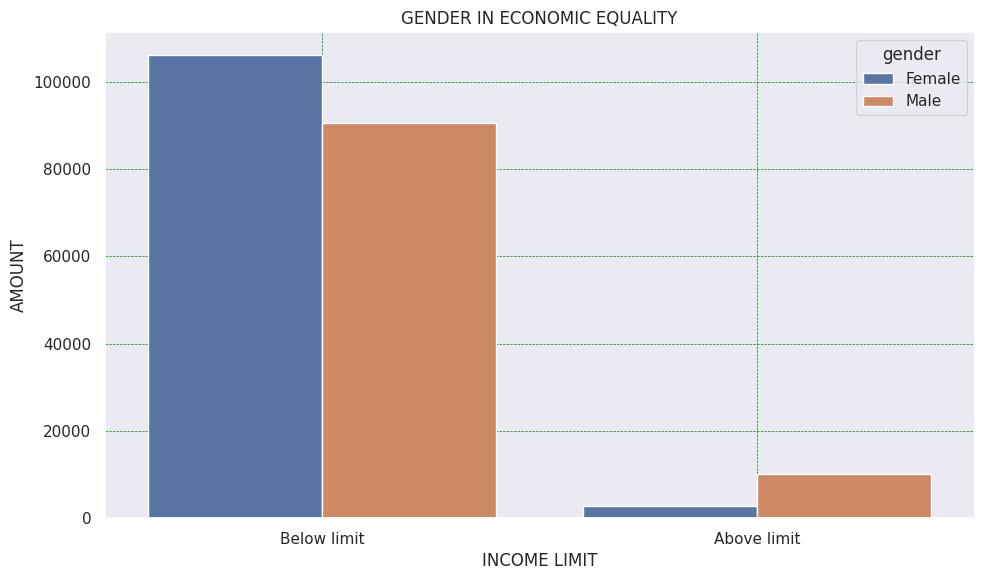 GENDER IN ECONOMIC EQUALITY
gender
Female
Male
AMOUNT
100000
80000
60000
40000
20000
0
Below limit
Above limit
INCOME LIMIT